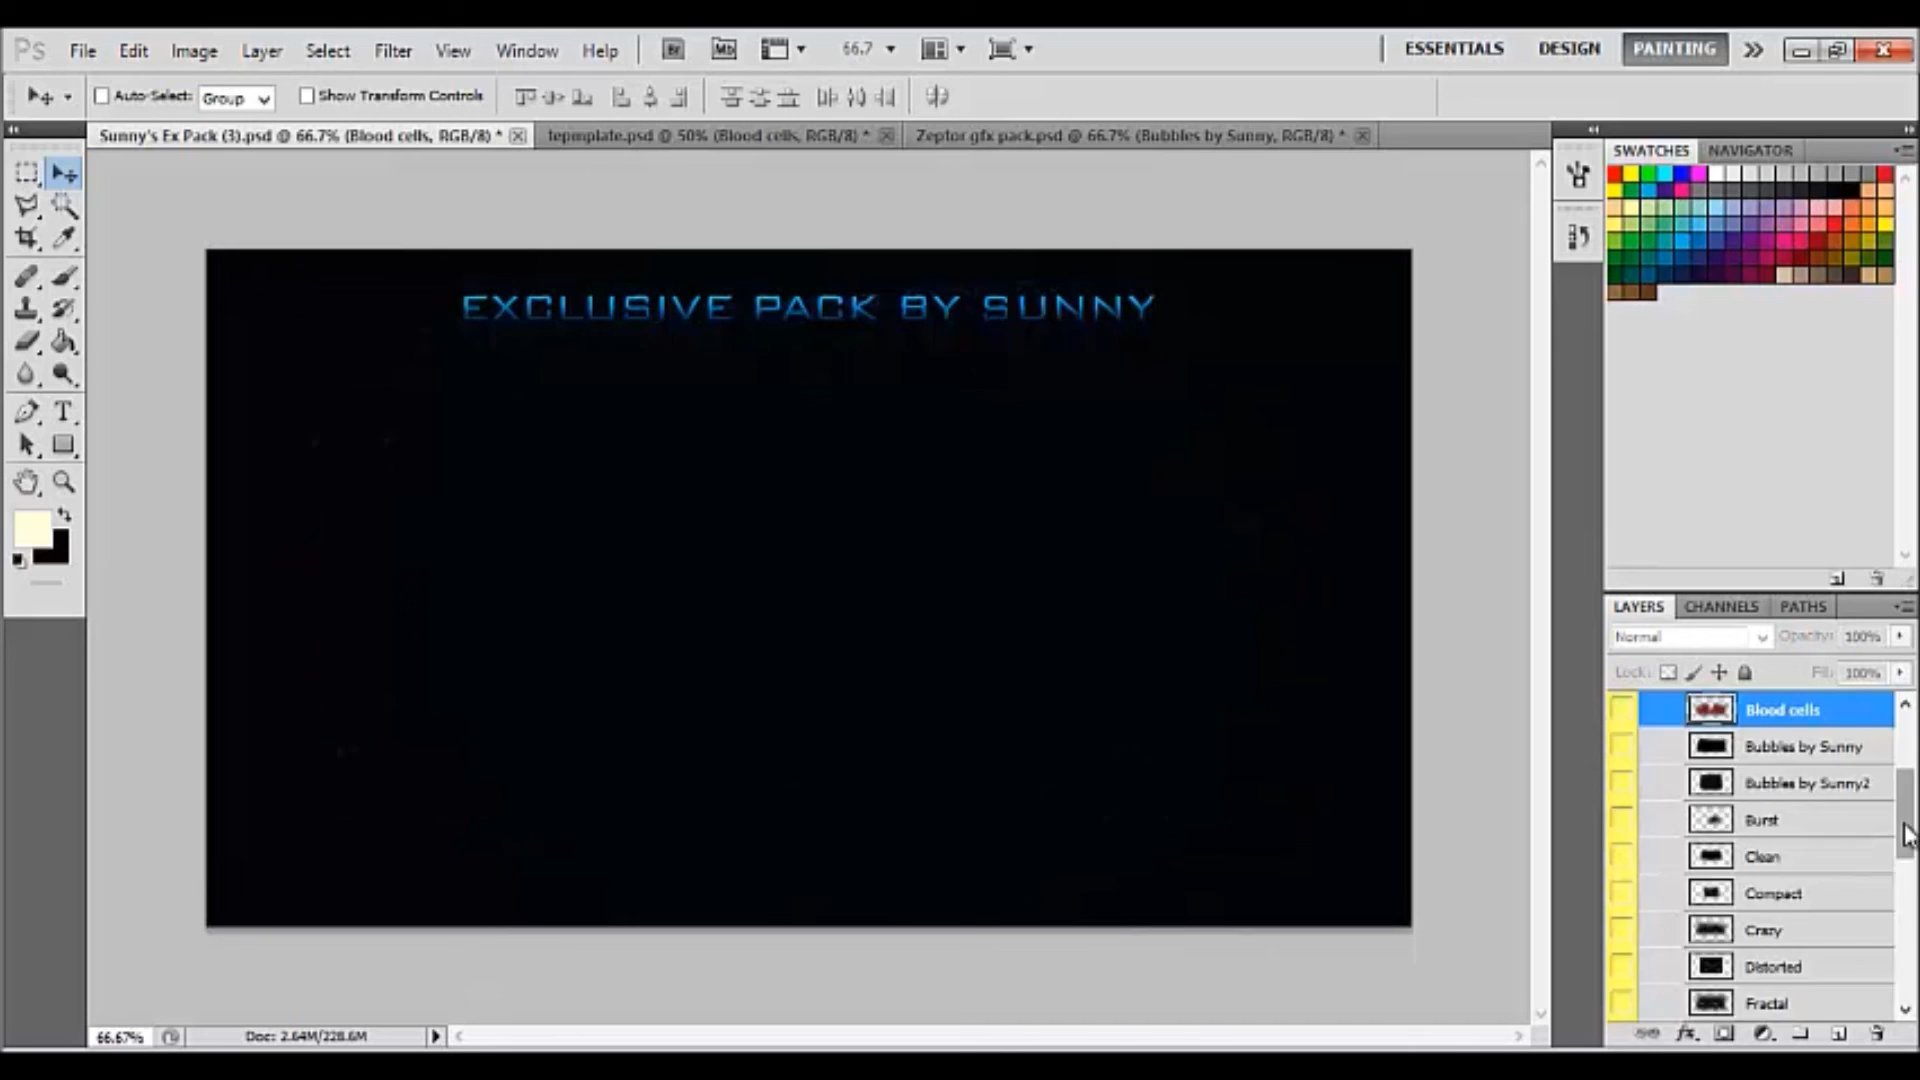 Ps File Edit Image Layer Select Filter View Window Help Br Mb 66.7 ESSENTIALS DESIGN PAINTING
Auto-Select: Group Show Transform Controls
Sunny's Ex Pack (3).psd @ 66.7% (Blood cells, RGB/8) * tepmplate.psd @ 50% (Blood cells, RGB/8) * Zeptor gfx pack.psd @ 66.7% (Bubbles by Sunny, RGB/8) *
SWATCHES NAVIGATOR
EXCLUSIVE PACK BY SUNNY
LAYERS CHANNELS PATHS
Normal Opacity: 100%
Lock: Fill: 100%
Blood cells
Bubbles by Sunny
Bubbles by Sunny2
Burst
Clean
Compact
Crazy
Distorted
Fractal
66.67% Doc: 2.64M/228.6M